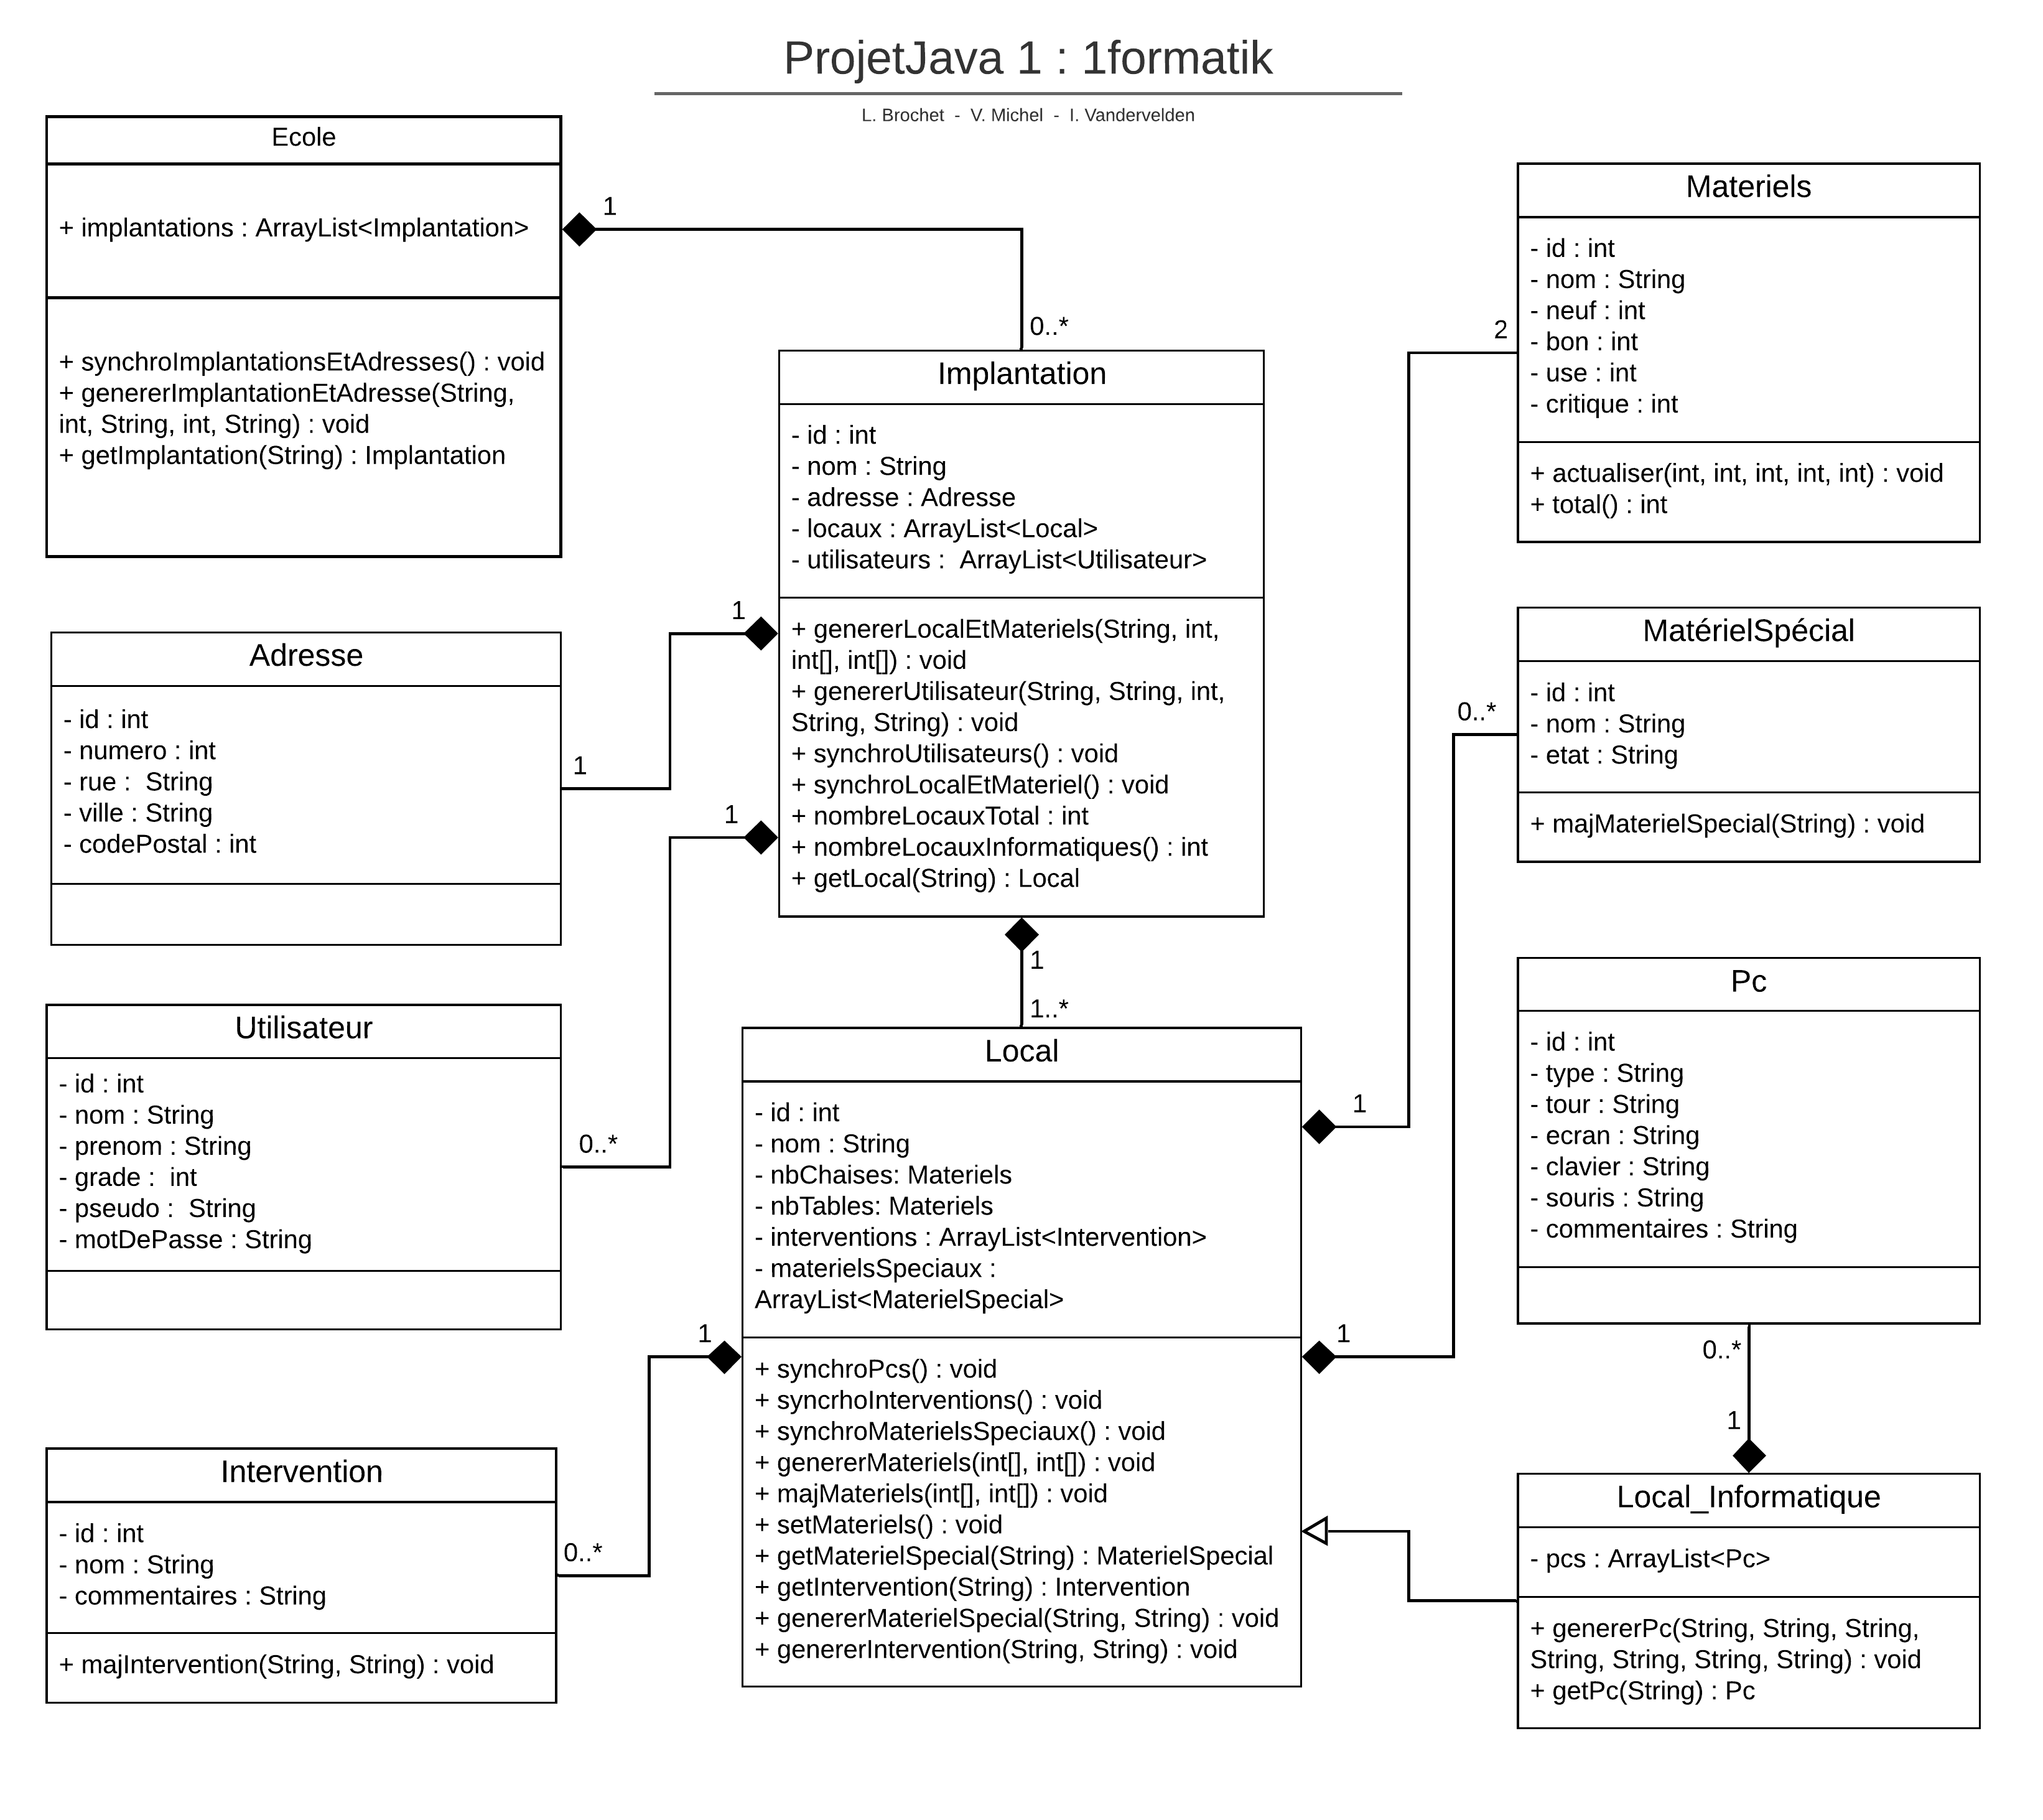 ProjetJava 1 : 1formatik
L. Brochet - V. Michel - I. Vandervelden
Ecole
+ implantations : ArrayList<Implantation>
+ synchroImplantationsEtAdresses() : void
+ genererImplantationEtAdresse(String,
int, String, int, String) : void
+ getImplantation(String) : Implantation
1
0..*
Implantation
- id : int
- nom : String
- adresse : Adresse
- locaux : ArrayList<Local>
- utilisateurs : ArrayList<Utilisateur>
+ genererLocalEtMateriels(String, int,
int[], int[]) : void
+ genererUtilisateur(String, String, int,
String, String) : void
+ synchroUtilisateurs() : void
+ synchroLocalEtMateriel() : void
+ nombreLocauxTotal : int
+ nombreLocauxInformatiques() : int
+ getLocal(String) : Local
1
1
Adresse
- id : int
- numero : int
- rue : String
- ville : String
- codePostal : int
1
0..*
Utilisateur
- id : int
- nom : String
- prenom : String
- grade : int
- pseudo : String
- motDePasse : String
1
1..*
Local
- id : int
- nom : String
- nbChaises: Materiels
- nbTables: Materiels
- interventions : ArrayList<Intervention>
- materielsSpeciaux :
ArrayList<MaterielSpecial>
+ synchroPcs() : void
+ syncrhoInterventions() : void
+ synchroMaterielsSpeciaux() : void
+ genererMateriels(int[], int[]) : void
+ majMateriels(int[], int[]) : void
+ setMateriels() : void
+ getMaterielSpecial(String) : MaterielSpecial
+ getIntervention(String) : Intervention
+ genererMaterielSpecial(String, String) : void
+ genererIntervention(String, String) : void
1
0..*
Intervention
- id : int
- nom : String
- commentaires : String
+ majIntervention(String, String) : void
Materiels
- id : int
- nom : String
- neuf : int
- bon : int
- use : int
- critique : int
+ actualiser(int, int, int, int, int) : void
+ total() : int
2
1
MatérielSpécial
- id : int
- nom : String
- etat : String
+ majMaterielSpecial(String) : void
0..*
1
Pc
- id : int
- type : String
- tour : String
- ecran : String
- clavier : String
- souris : String
- commentaires : String
0..*
1
Local_Informatique
- pcs : ArrayList<Pc>
+ genererPc(String, String, String,
String, String, String, String) : void
+ getPc(String) : Pc